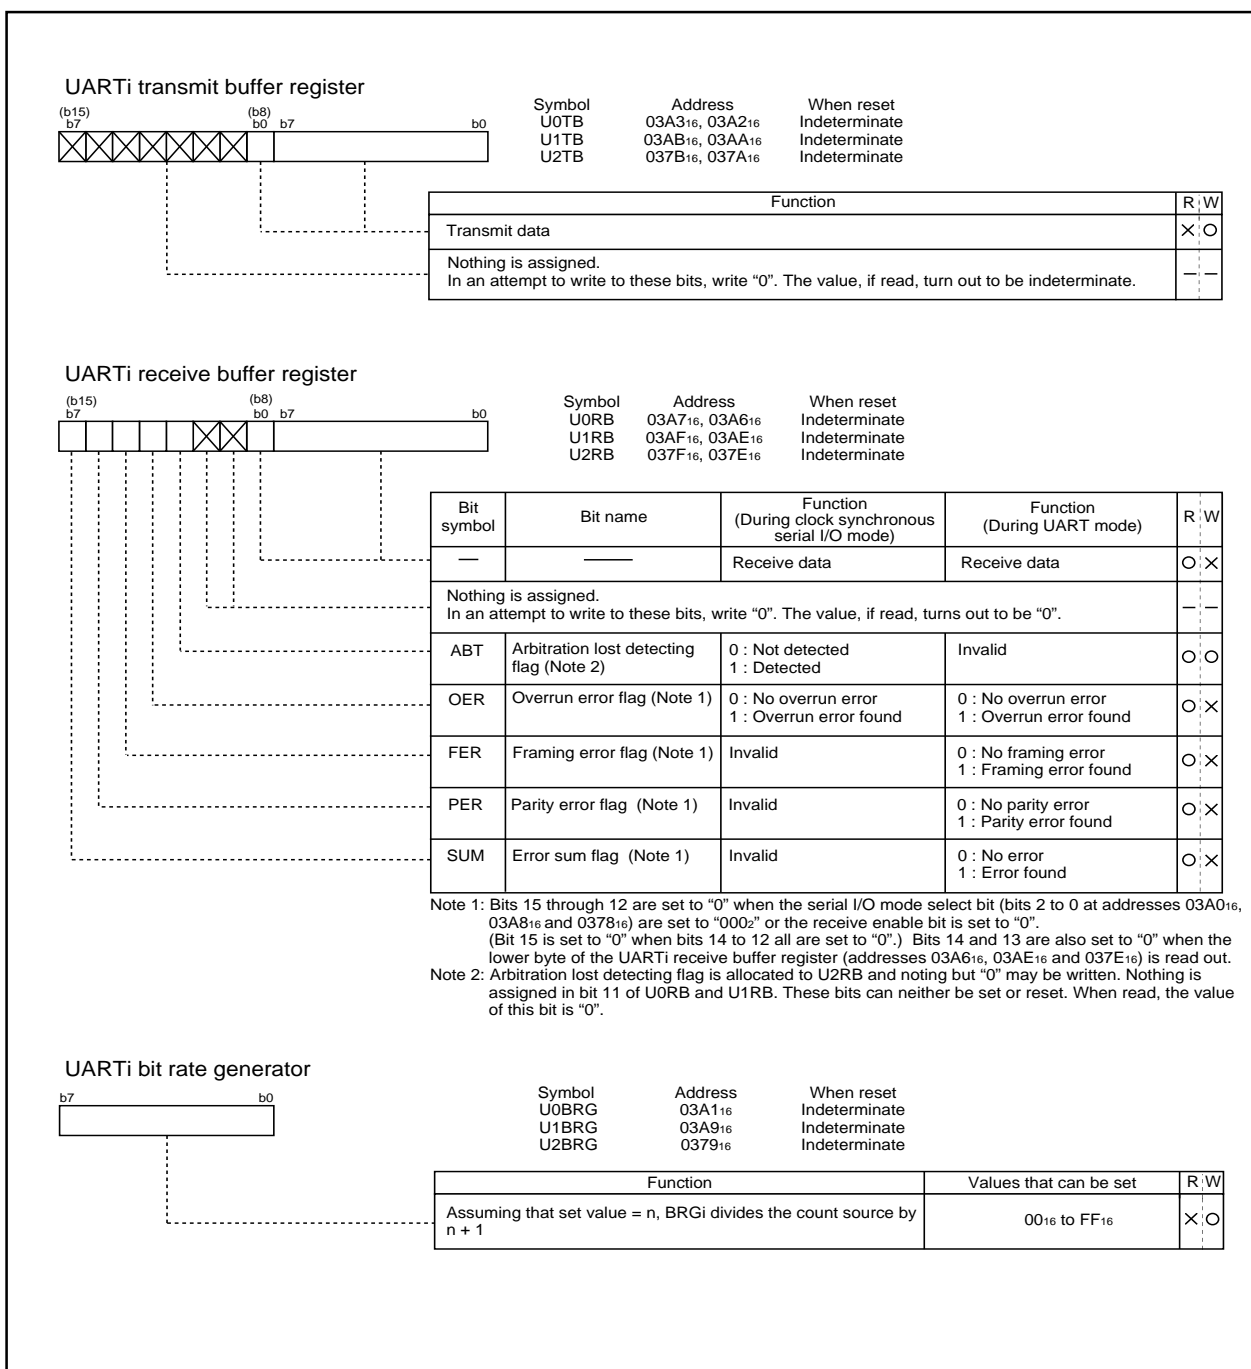 UARTi transmit buffer register
(b15) (b8)
b7 b0 b7 b0
Symbol Address When reset
U0TB 03A3₁₆, 03A2₁₆ Indeterminate
U1TB 03AB₁₆, 03AA₁₆ Indeterminate
U2TB 037B₁₆, 037A₁₆ Indeterminate
Function R W
Transmit data X O
Nothing is assigned.
In an attempt to write to these bits, write “0”. The value, if read, turn out to be indeterminate. — —
UARTi receive buffer register
(b15) (b8)
b7 b0 b7 b0
Symbol Address When reset
U0RB 03A7₁₆, 03A6₁₆ Indeterminate
U1RB 03AF₁₆, 03AE₁₆ Indeterminate
U2RB 037F₁₆, 037E₁₆ Indeterminate
Bit symbol Bit name Function (During clock synchronous serial I/O mode) Function (During UART mode) R W
— — Receive data Receive data O X
Nothing is assigned.
In an attempt to write to these bits, write “0”. The value, if read, turns out to be “0”. — —
ABT Arbitration lost detecting flag (Note 2) 0 : Not detected 1 : Detected Invalid O O
OER Overrun error flag (Note 1) 0 : No overrun error 1 : Overrun error found 0 : No overrun error 1 : Overrun error found O X
FER Framing error flag (Note 1) Invalid 0 : No framing error 1 : Framing error found O X
PER Parity error flag (Note 1) Invalid 0 : No parity error 1 : Parity error found O X
SUM Error sum flag (Note 1) Invalid 0 : No error 1 : Error found O X
Note 1: Bits 15 through 12 are set to “0” when the serial I/O mode select bit (bits 2 to 0 at addresses 03A0₁₆,
03A8₁₆ and 0378₁₆) are set to “000₂” or the receive enable bit is set to “0”.
(Bit 15 is set to “0” when bits 14 to 12 all are set to “0”.) Bits 14 and 13 are also set to “0” when the
lower byte of the UARTi receive buffer register (addresses 03A6₁₆, 03AE₁₆ and 037E₁₆) is read out.
Note 2: Arbitration lost detecting flag is allocated to U2RB and noting but “0” may be written. Nothing is
assigned in bit 11 of U0RB and U1RB. These bits can neither be set or reset. When read, the value
of this bit is “0”.
UARTi bit rate generator
b7 b0
Symbol Address When reset
U0BRG 03A1₁₆ Indeterminate
U1BRG 03A9₁₆ Indeterminate
U2BRG 0379₁₆ Indeterminate
Function Values that can be set R W
Assuming that set value = n, BRGi divides the count source by
n + 1 00₁₆ to FF₁₆ X O